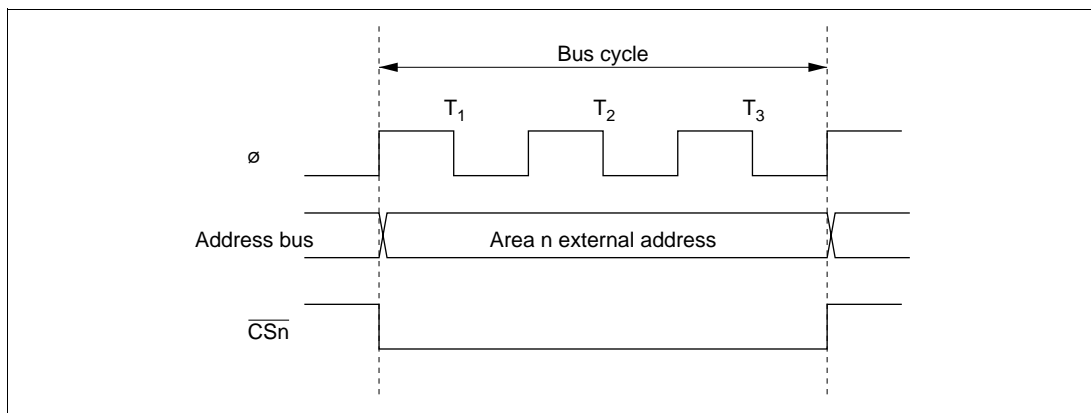 Bus cycle
T1 T2 T3
ø
Address bus Area n external address
CSn